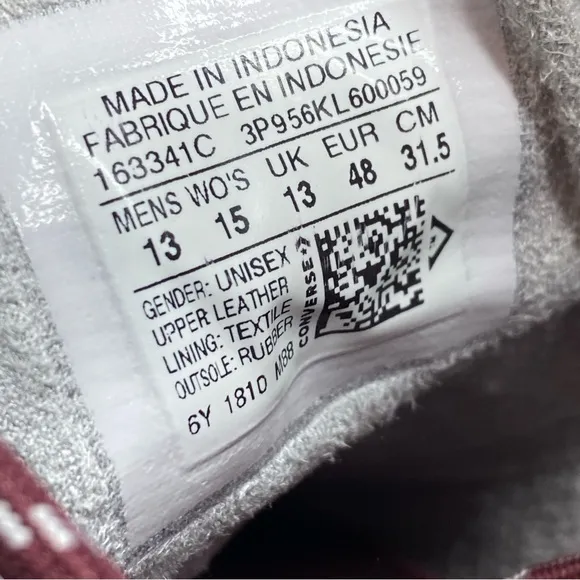 MADE IN INDONESIA
FABRIQUE EN INDONESIE
163341C 3P956KL600059
MENS WO'S UK EUR CM
13 15 13 48 31.5
GENDER: UNISEX
UPPER LEATHER
LINING: TEXTILE
OUTSOLE: RUBBER
6Y 1810 M88
CONVERSE